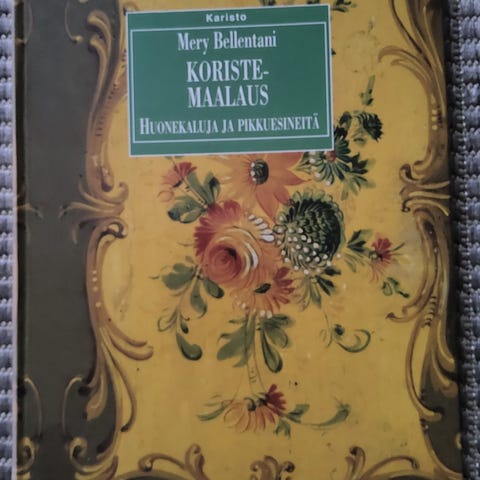 Karisto
Mery Bellentani
KORISTE-
MAALAUS
HUONEKALUJA JA PIKKUESINEITÄ